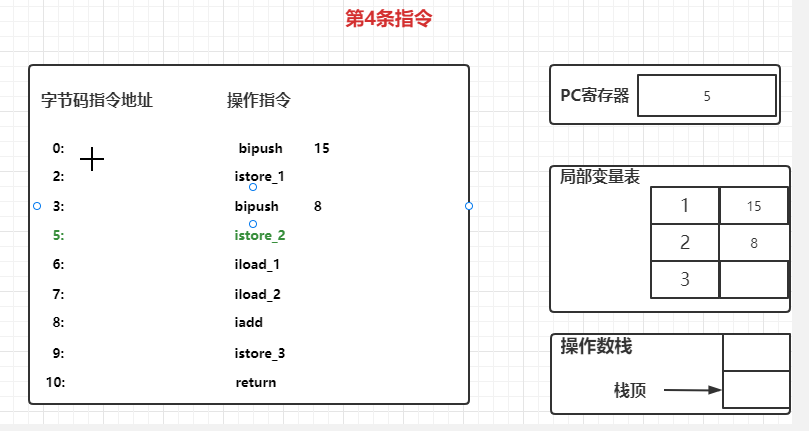 第4条指令
字节码指令地址 操作指令
0: bipush 15
2: istore_1
3: bipush 8
5: istore_2
6: iload_1
7: iload_2
8: iadd
9: istore_3
10: return
PC寄存器 5
局部变量表
1 15
2 8
3
操作数栈
栈顶